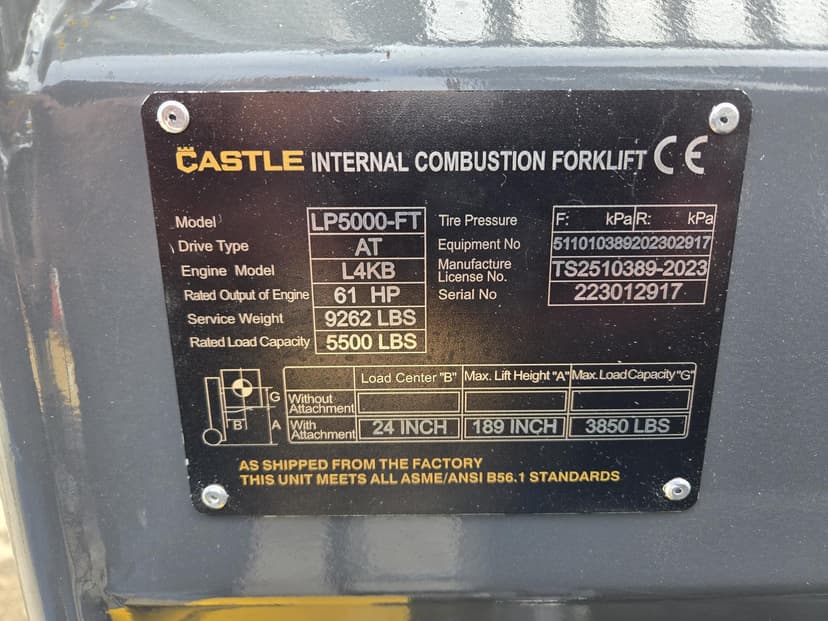 CASTLE INTERNAL COMBUSTION FORKLIFT CE
Model LP5000-FT Tire Pressure F: kPa R: kPa
Drive Type AT Equipment No 511010389202302917
Engine Model L4KB Manufacture License No. TS2510389-2023
Rated Output of Engine 61 HP Serial No 223012917
Service Weight 9262 LBS
Rated Load Capacity 5500 LBS
Load Center "B" Max. Lift Height "A" Max. Load Capacity "G"
G Without Attachment
B A With Attachment 24 INCH 189 INCH 3850 LBS
AS SHIPPED FROM THE FACTORY
THIS UNIT MEETS ALL ASME/ANSI B56.1 STANDARDS